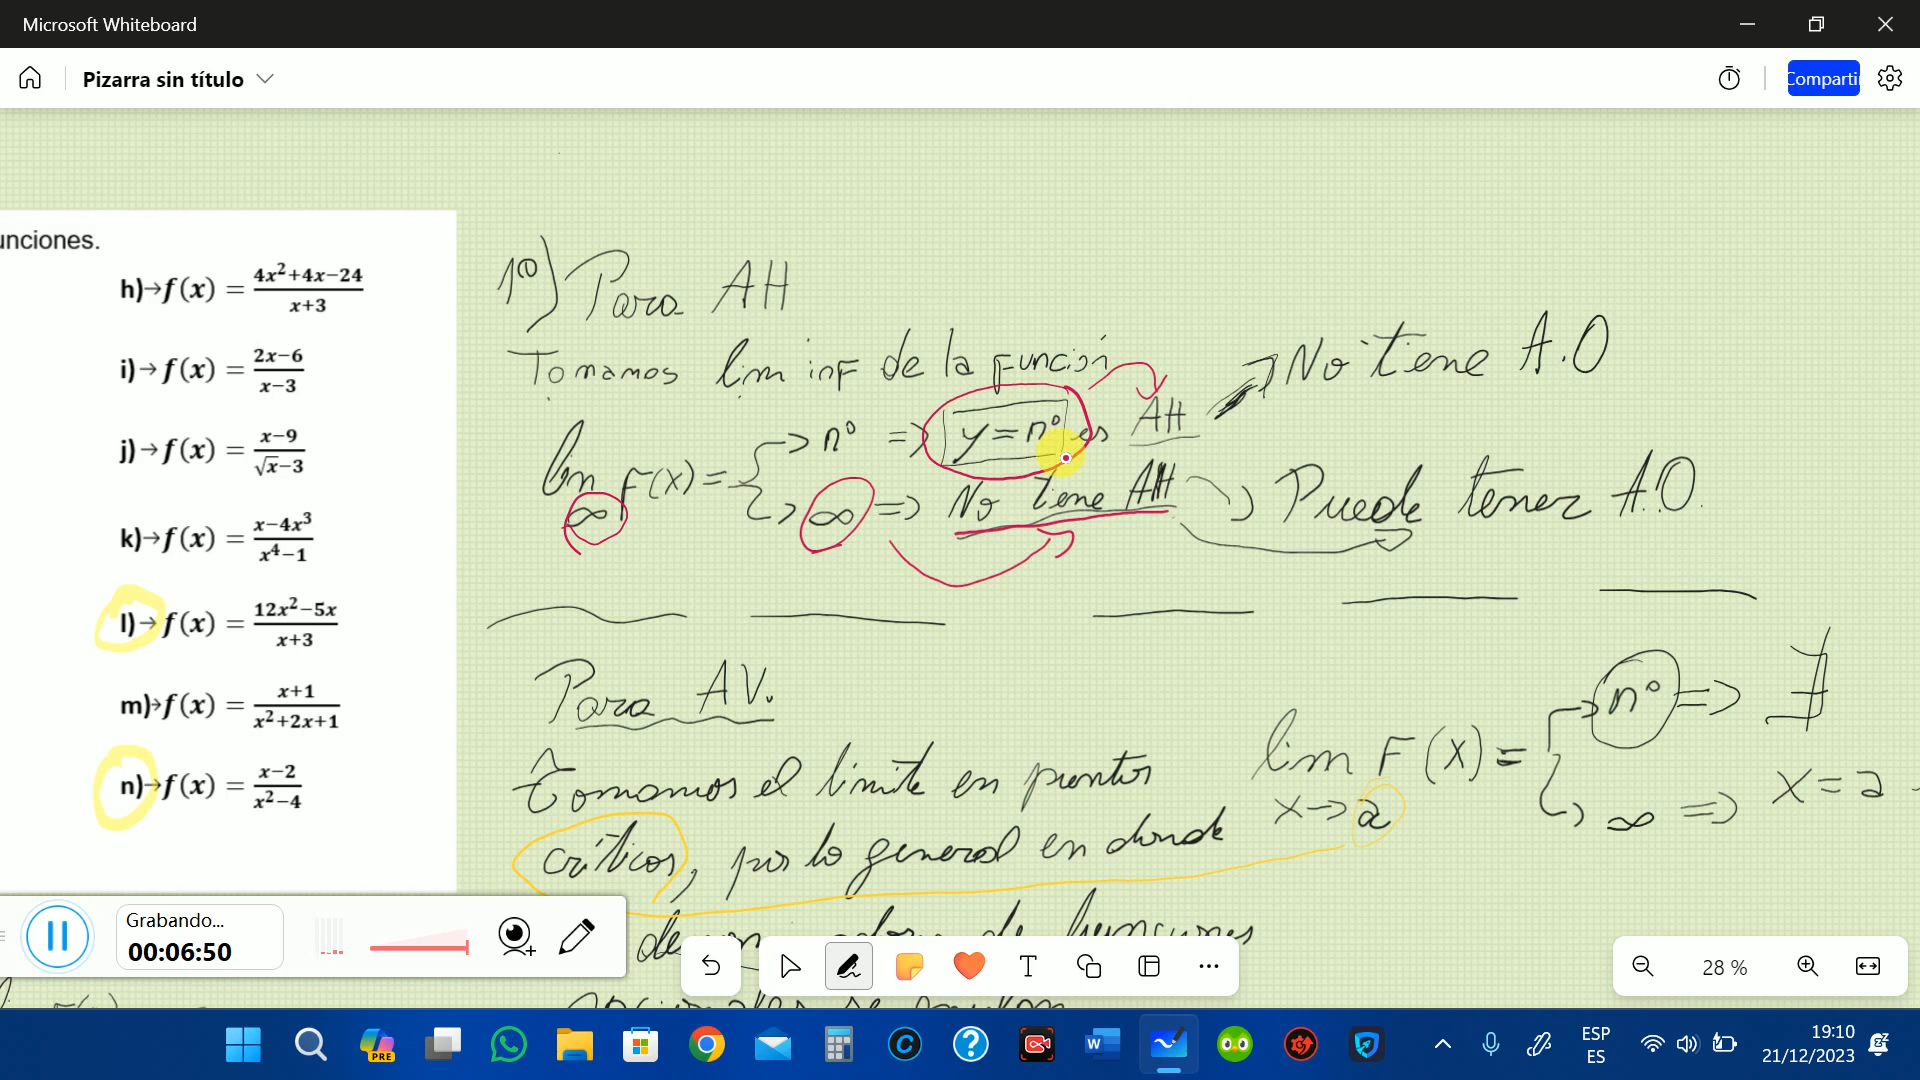 Microsoft Whiteboard
Pizarra sin título
Comparti
unciones.
h)→f(x) = 4x²+4x−24 / x+3
i)→f(x) = 2x−6 / x−3
j)→f(x) = x−9 / √x−3
k)→f(x) = x−4x³ / x⁴−1
l)→f(x) = 12x²−5x / x+3
m)→f(x) = x+1 / x²+2x+1
n)→f(x) = x−2 / x²−4
1º) Para AH
Tomamos lim inf de la función
→ No tiene A.O
lim F(x) = → nº => y = nº es AH
∞
→ ∞ => No tiene AH → Puede tener A.O.
Para AV.
Tomamos el límite en puntos
críticos, por lo general en donde
lim F(x) = → nº => ∄
x→a
→ ∞ => x = a
de funciones
Grabando...
00:06:50
T
28 %
PRE
W
ESP
ES
19:10
21/12/2023